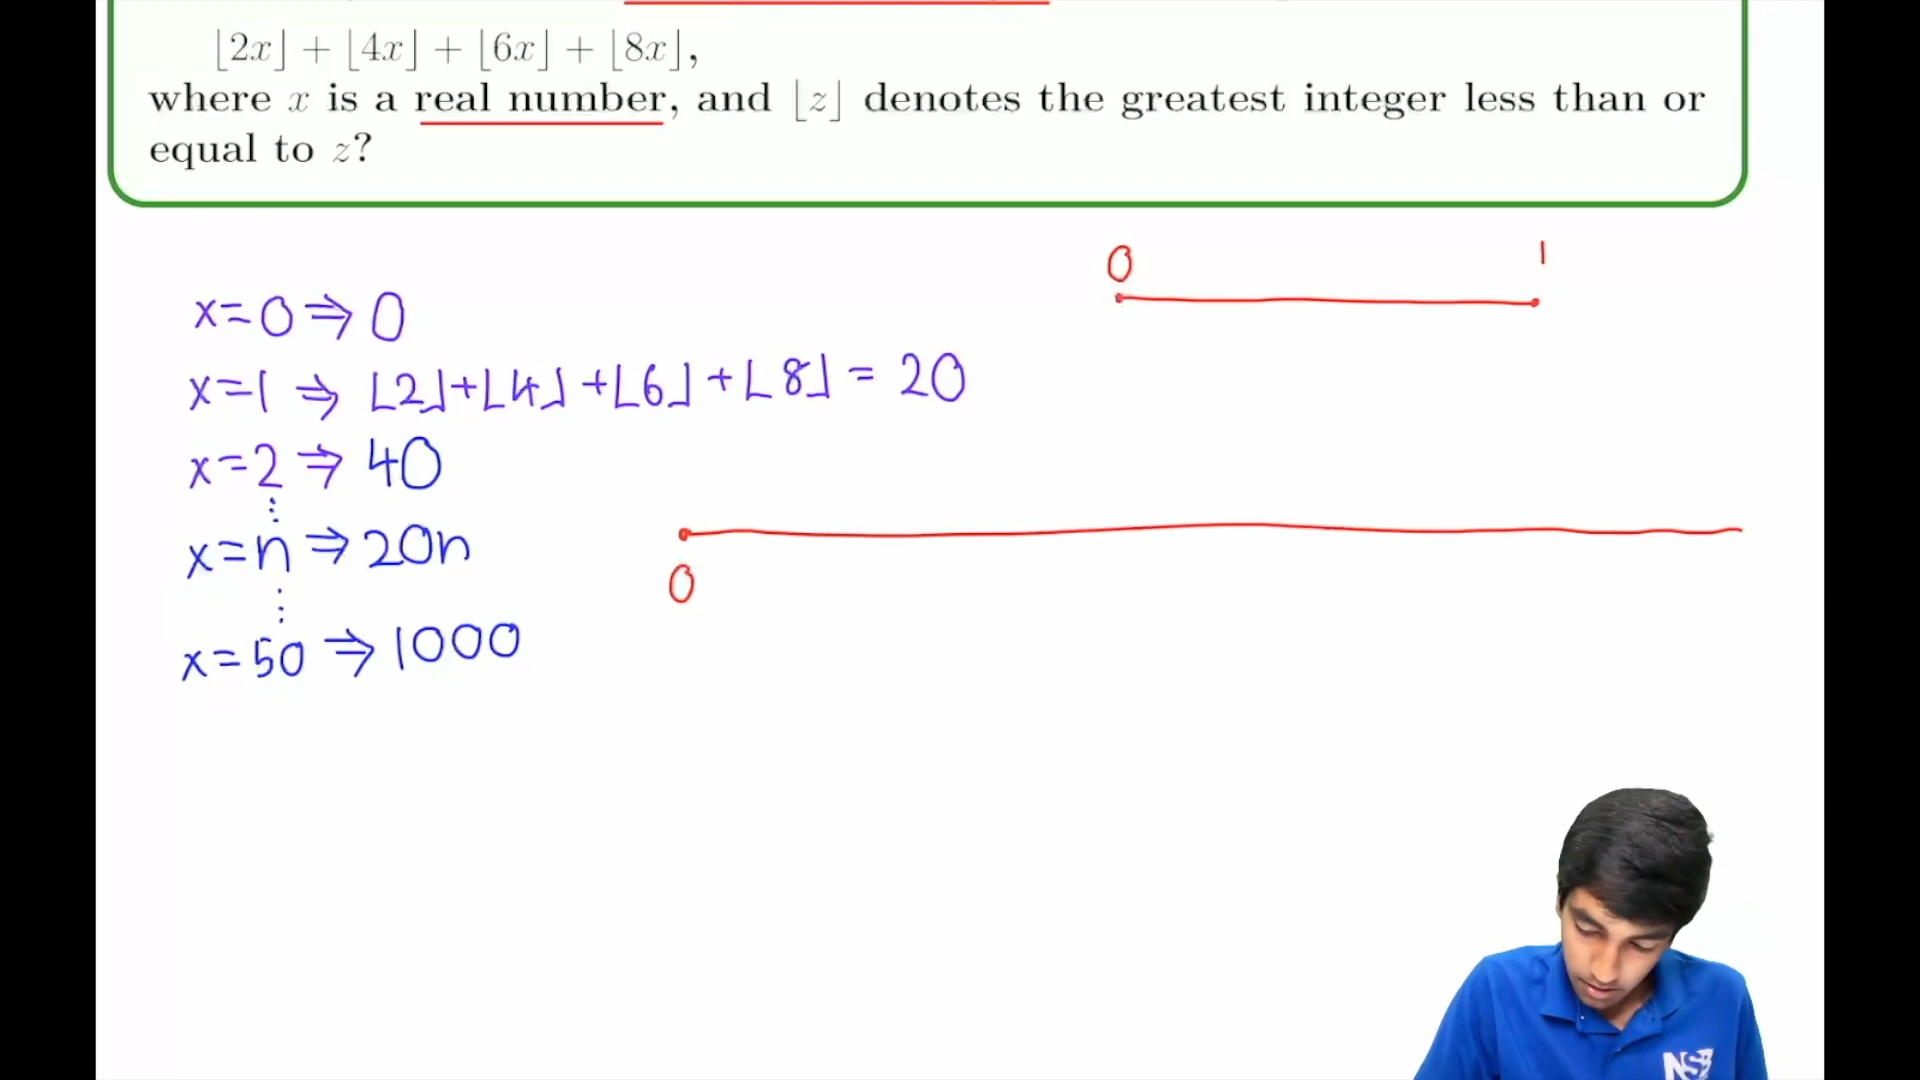 ⌊2x⌋ + ⌊4x⌋ + ⌊6x⌋ + ⌊8x⌋,
where x is a real number, and ⌊z⌋ denotes the greatest integer less than or
equal to z?
0 1
x=0 ⇒ 0
x=1 ⇒ ⌊2⌋+⌊4⌋+⌊6⌋+⌊8⌋ = 20
x=2 ⇒ 40
⋮
x=n ⇒ 20n
0
⋮
x=50 ⇒ 1000
NSB